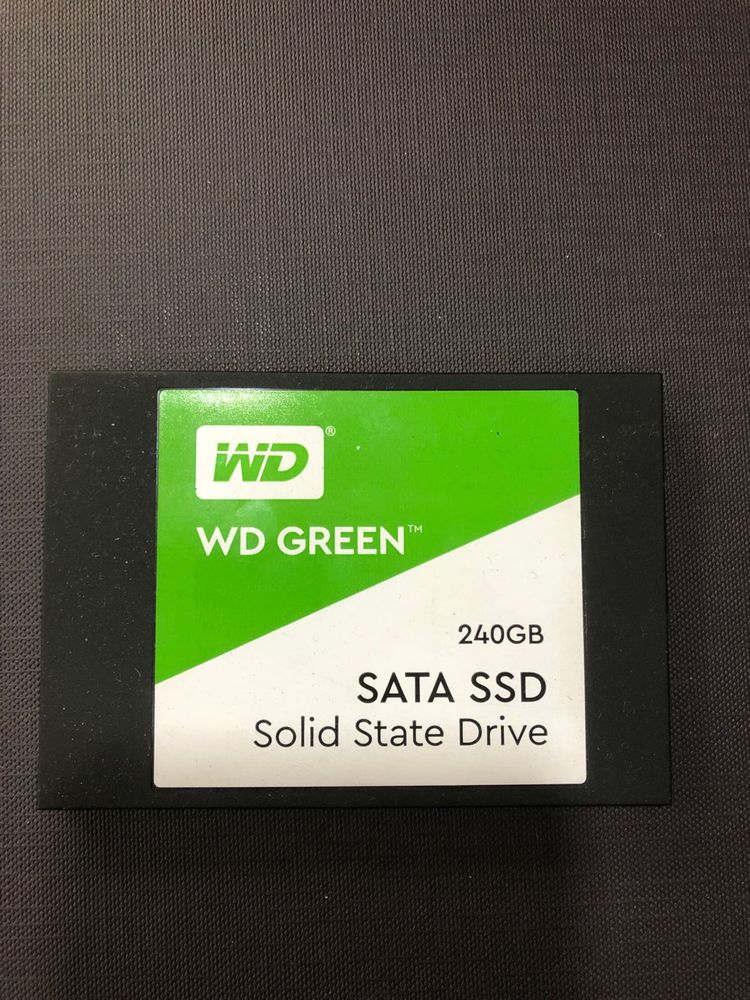 WD®
WD GREEN™
240GB
SATA SSD
Solid State Drive